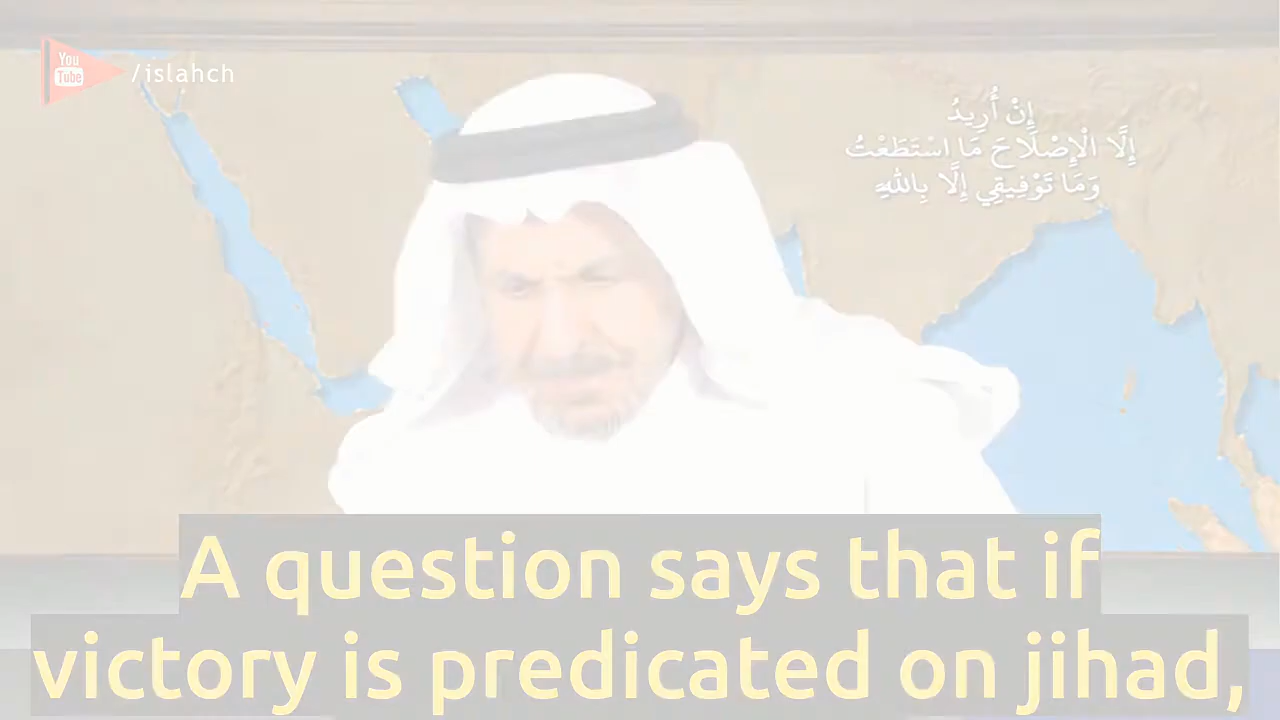 You
Tube
/islahch
إِنْ أُرِيدُ
إِلَّا الْإِصْلَاحَ مَا اسْتَطَعْتُ
وَمَا تَوْفِيقِي إِلَّا بِاللَّهِ
A question says that if
victory is predicated on jihad,